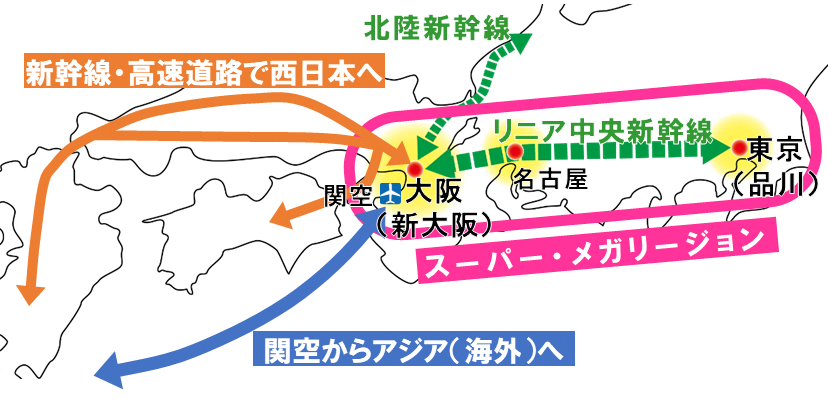 北陸新幹線
新幹線・高速道路で西日本へ
リニア中央新幹線
東京
（品川）
名古屋
関空
大阪
（新大阪）
スーパー・メガリージョン
関空からアジア（海外）へ